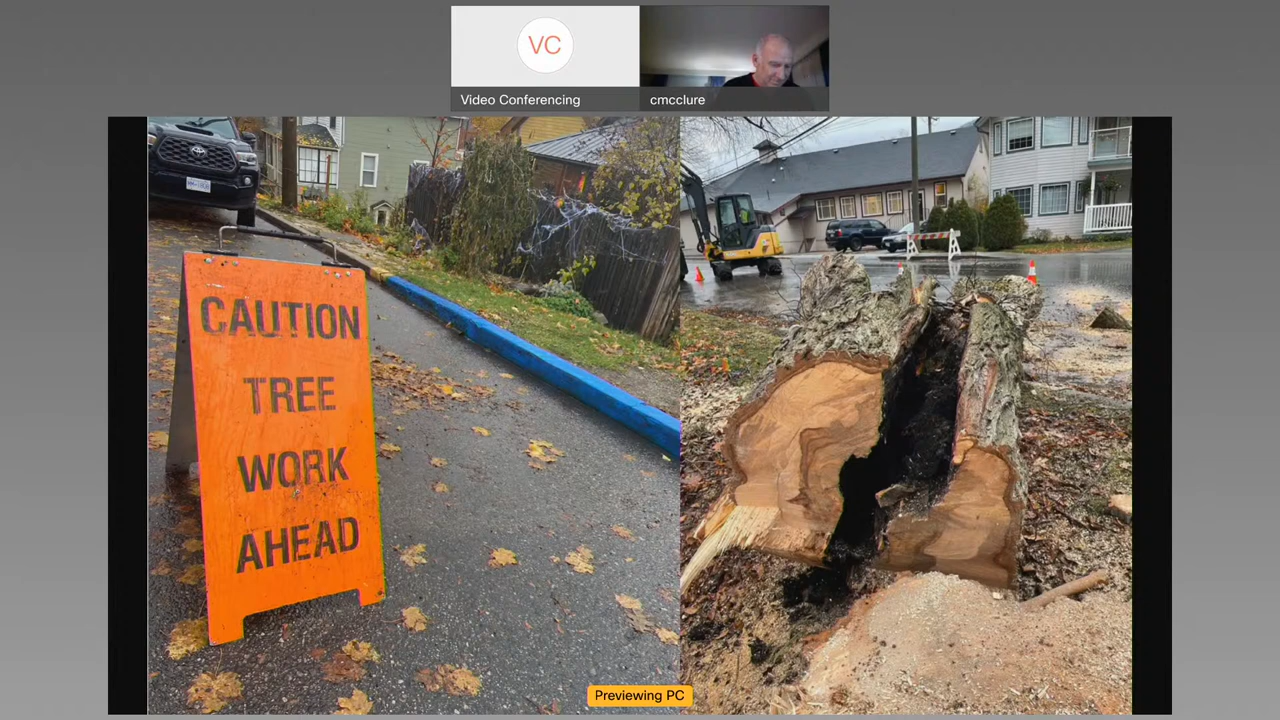 VC
Video Conferencing
cmcclure
CAUTION
TREE
WORK
AHEAD
Previewing PC